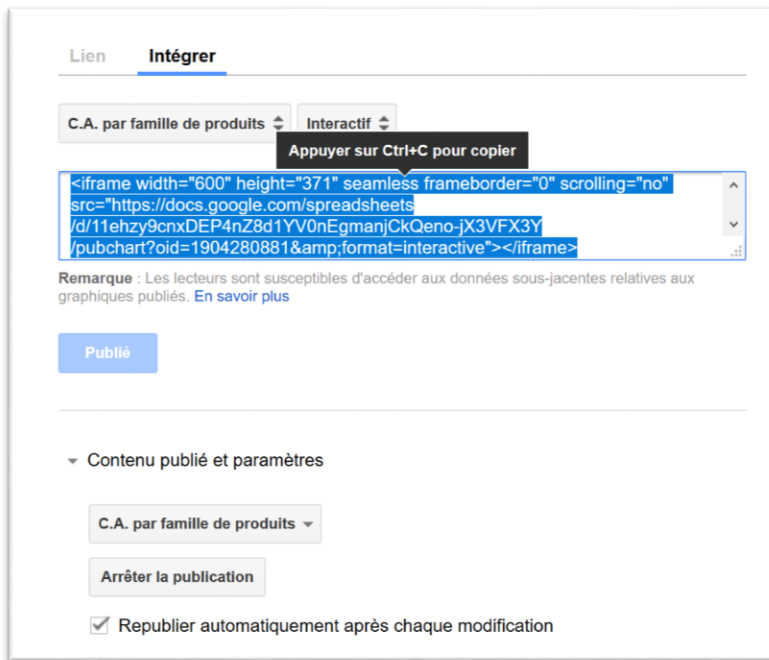 Lien Intégrer
C.A. par famille de produits Interactif
Appuyer sur Ctrl+C pour copier
<iframe width="600" height="371" seamless frameborder="0" scrolling="no"
src="https://docs.google.com/spreadsheets
/d/11ehzy9cnxDEP4nZ8d1YV0nEgmanjCkQeno-jX3VFX3Y
/pubchart?oid=1904280881&amp;format=interactive"></iframe>
Remarque : Les lecteurs sont susceptibles d'accéder aux données sous-jacentes relatives aux
graphiques publiés. En savoir plus
Publié
Contenu publié et paramètres
C.A. par famille de produits
Arrêter la publication
Republier automatiquement après chaque modification